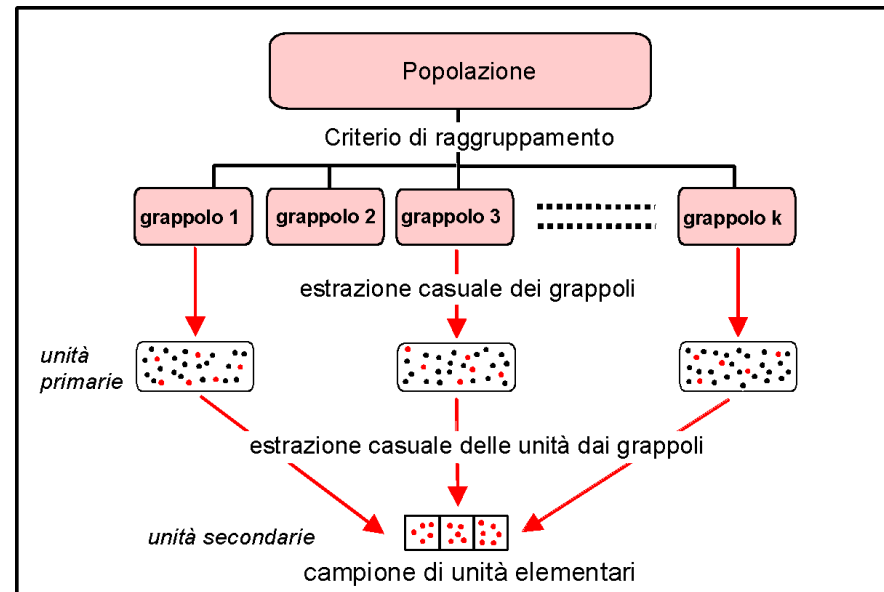 Popolazione
Criterio di raggruppamento
grappolo 1
grappolo 2
grappolo 3
grappolo k
estrazione casuale dei grappoli
unità
primarie
estrazione casuale delle unità dai grappoli
unità secondarie
campione di unità elementari